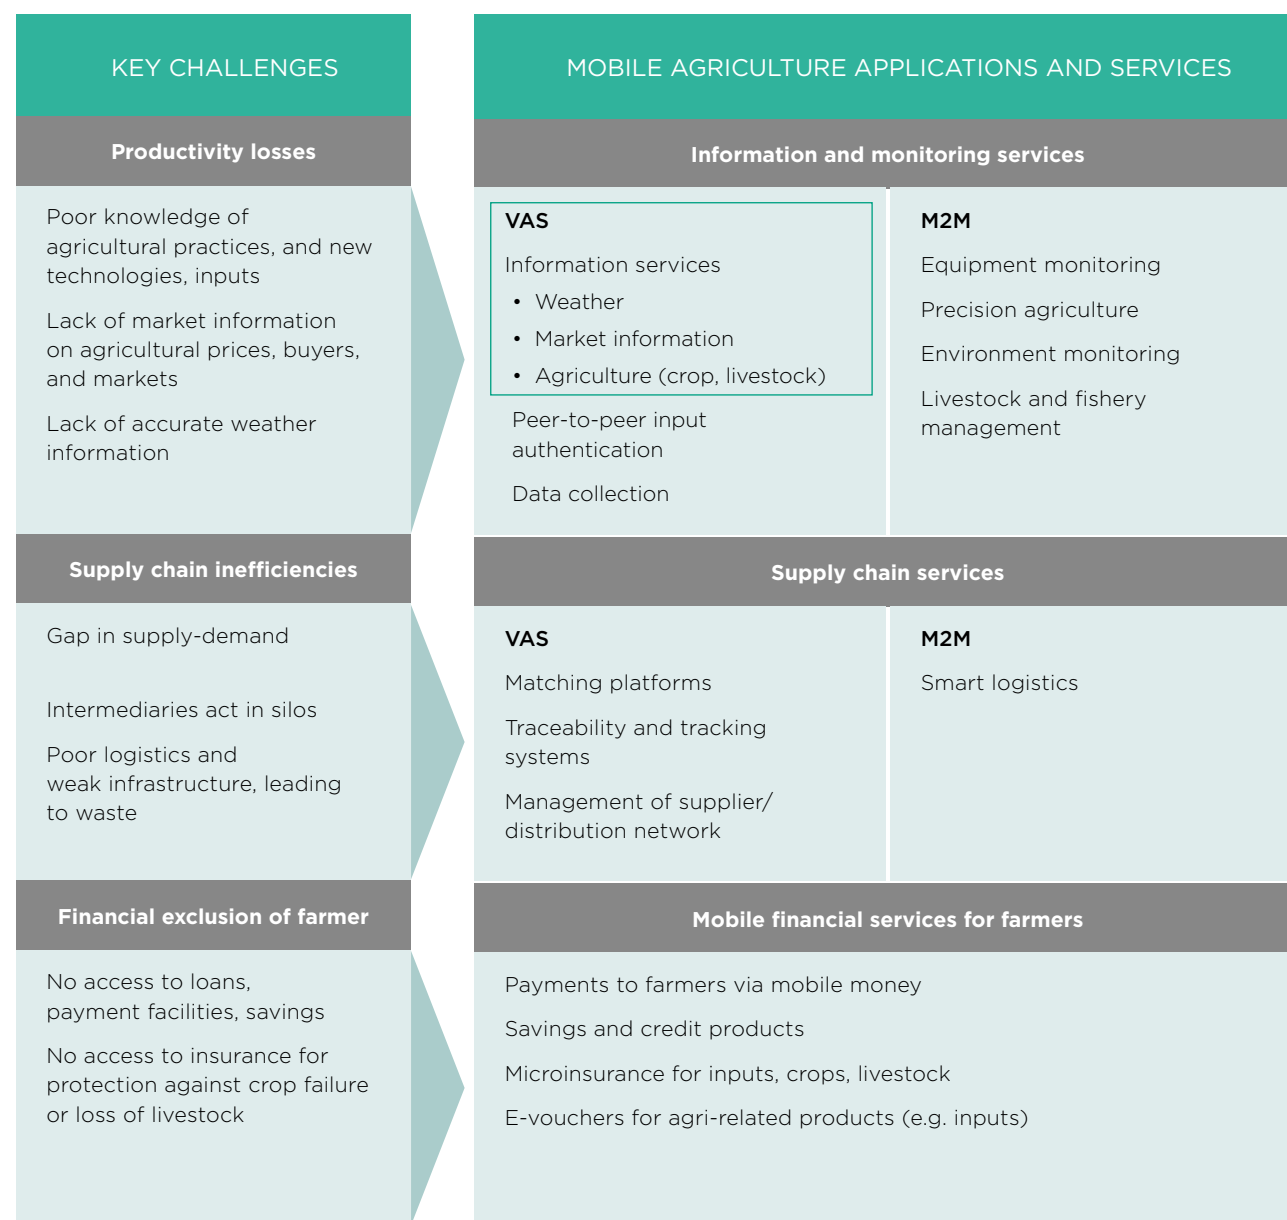 KEY CHALLENGES
MOBILE AGRICULTURE APPLICATIONS AND SERVICES
Productivity losses
Information and monitoring services
Poor knowledge of
agricultural practices, and new
technologies, inputs
Lack of market information
on agricultural prices, buyers,
and markets
Lack of accurate weather
information
VAS
Information services
• Weather
• Market information
• Agriculture (crop, livestock)
Peer-to-peer input
authentication
Data collection
M2M
Equipment monitoring
Precision agriculture
Environment monitoring
Livestock and fishery
management
Supply chain inefficiencies
Supply chain services
Gap in supply-demand
Intermediaries act in silos
Poor logistics and
weak infrastructure, leading
to waste
VAS
Matching platforms
Traceability and tracking
systems
Management of supplier/
distribution network
M2M
Smart logistics
Financial exclusion of farmer
Mobile financial services for farmers
No access to loans,
payment facilities, savings
No access to insurance for
protection against crop failure
or loss of livestock
Payments to farmers via mobile money
Savings and credit products
Microinsurance for inputs, crops, livestock
E-vouchers for agri-related products (e.g. inputs)